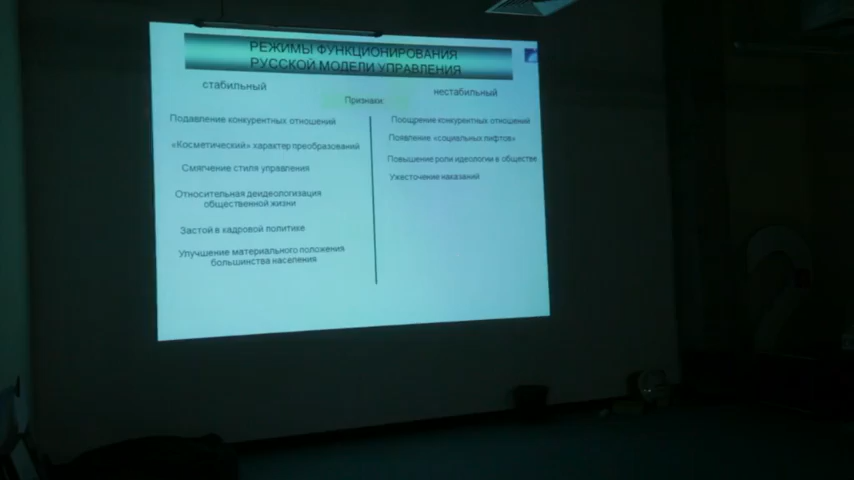 РЕЖИМЫ ФУНКЦИОНИРОВАНИЯ
РУССКОЙ МОДЕЛИ УПРАВЛЕНИЯ
стабильный
нестабильный
Признаки:
Подавление конкурентных отношений
«Косметический» характер преобразований
Смягчение стиля управления
Относительная деидеологизация
общественной жизни
Застой в кадровой политике
Улучшение материального положения
большинства населения
Поощрение конкурентных отношений
Появление «социальных лифтов»
Повышение роли идеологии в обществе
Ужесточение наказаний